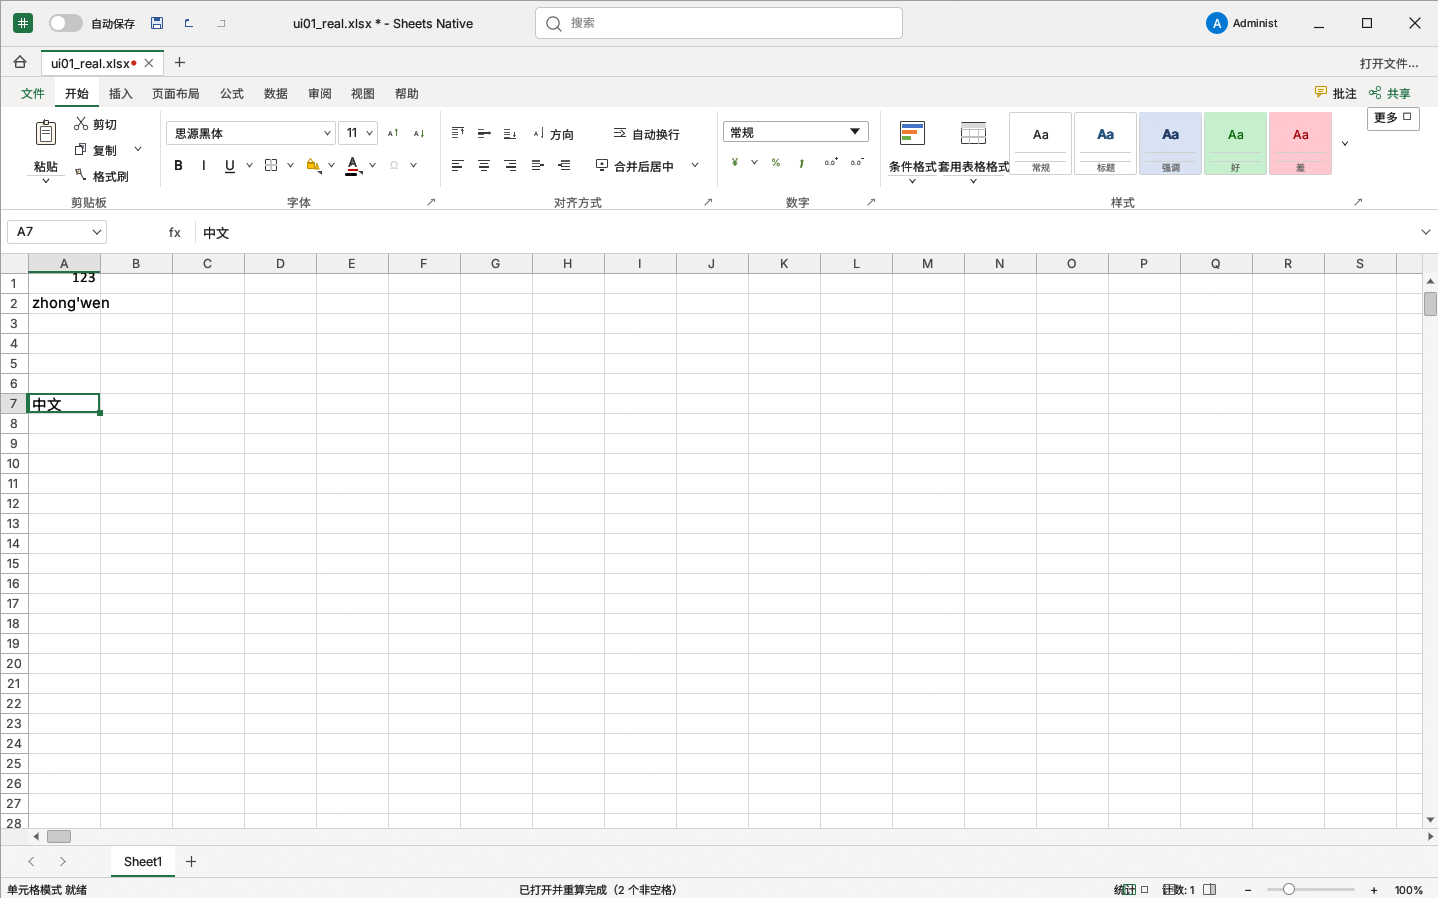 自动保存
ui01_real.xlsx * - Sheets Native
搜索
A Administ
ui01_real.xlsx
打开文件...
文件 开始 插入 页面布局 公式 数据 审阅 视图 帮助
批注 共享
粘贴
剪切
复制
格式刷
剪贴板
思源黑体 11 A A
B I U A Ω
字体
方向 自动换行
合并后居中
对齐方式
常规
¥ % , 0.0+ 0.0-
数字
条件格式 套用表格格式
Aa 常规
Aa 标题
Aa 强调
Aa 好
Aa 差
更多
样式
A7 fx 中文
A B C D E F G H I J K L M N O P Q R S
1 123
2 zhong'wen
3
4
5
6
7 中文
8
9
10
11
12
13
14
15
16
17
18
19
20
21
22
23
24
25
26
27
28
Sheet1
单元格模式 就绪
已打开并重算完成（2 个非空格）
统计
计数: 1
100%